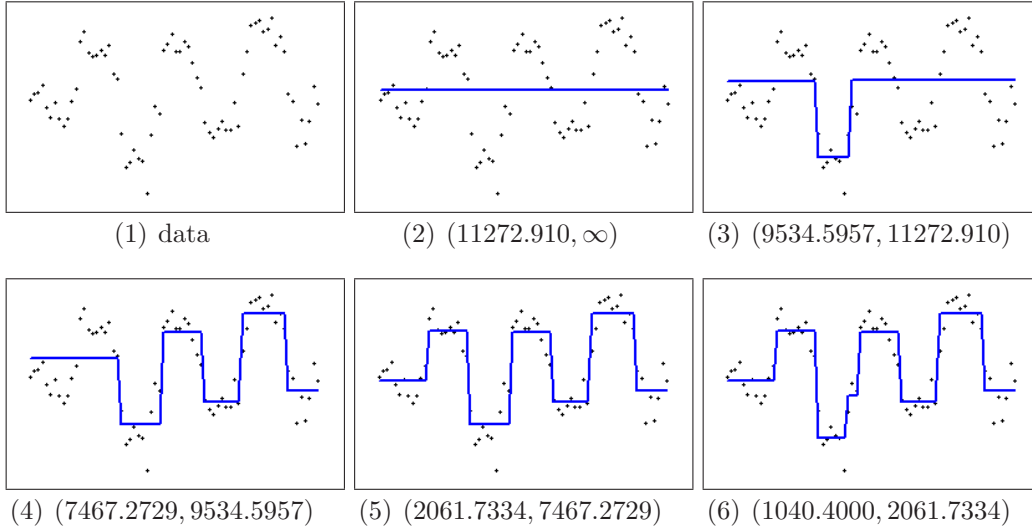 (1) data
(2) (11272.910, ∞)
(3) (9534.5957, 11272.910)
(4) (7467.2729, 9534.5957)
(5) (2061.7334, 7467.2729)
(6) (1040.4000, 2061.7334)